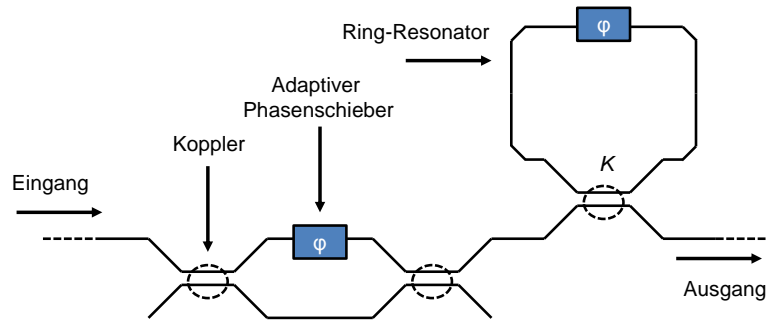 φ
Ring-Resonator
Adaptiver
Phasenschieber
Koppler
K
Eingang
φ
Ausgang